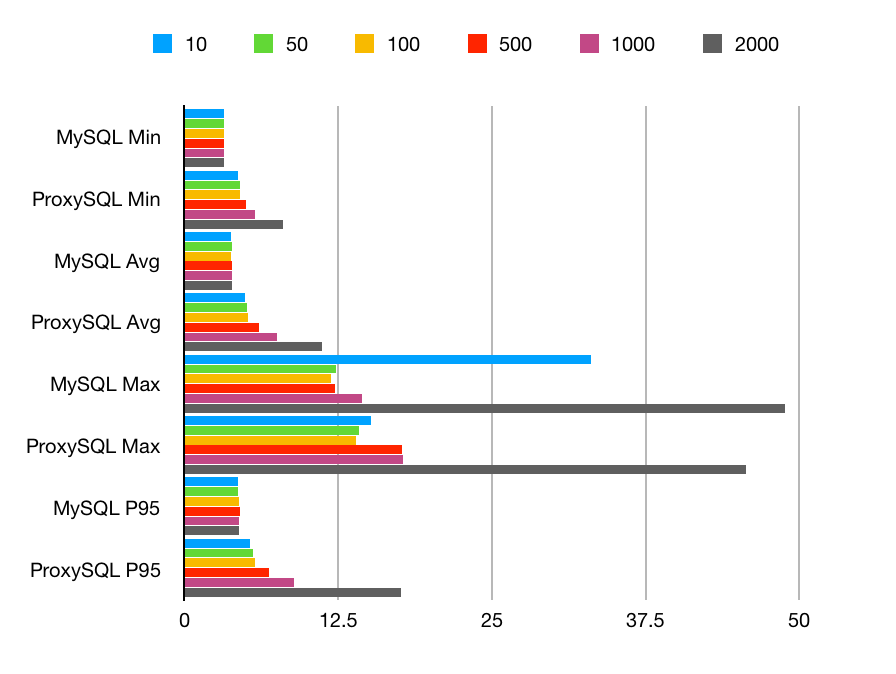 10 50 100 500 1000 2000
MySQL Min
ProxySQL Min
MySQL Avg
ProxySQL Avg
MySQL Max
ProxySQL Max
MySQL P95
ProxySQL P95
0 12.5 25 37.5 50